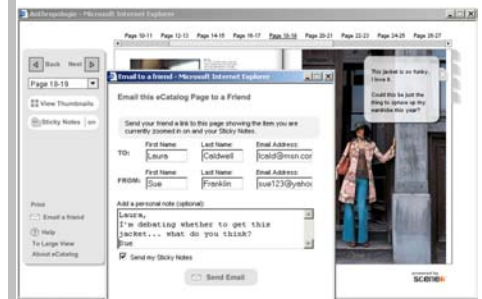 Anthropologie - Microsoft Internet Explorer
Page 10-11 Page 12-13 Page 14-15 Page 16-17 Page 18-19 Page 20-21 Page 22-23 Page 24-25 Page 26-27
Back Next
Page 18-19
View Thumbnails
Sticky Notes on
Print
Email a friend
Help
To Large View
About eCatalog
Email to a friend - Microsoft Internet Explorer
Email this eCatalog Page to a Friend
Send your friend a link to this page showing the item you are
currently zoomed in on and your Sticky Notes.
First Name: Last Name: Email Address:
TO: Laura Caldwell lcald@msn.cor
First Name: Last Name: Email Address:
FROM: Sue Franklin sue123@yahoo
Add a personal note (optional):
Laura,
I'm debating whether to get this
jacket... what do you think?
Sue
Send my Sticky Notes
Send Email
This jacket is so funky,
I love it.
Could this be just the
thing to spruce up my
wardrobe this year?
powered by
scene